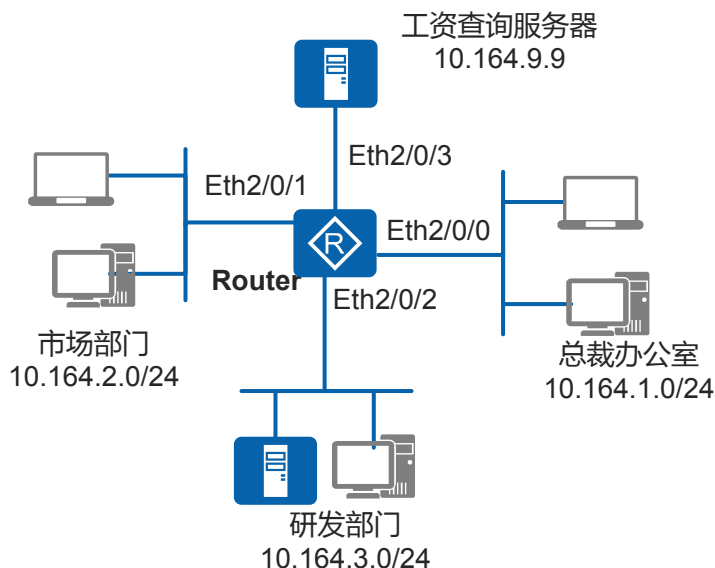 工资查询服务器
10.164.9.9
Eth2/0/3
Eth2/0/1
Eth2/0/0
R
Router
Eth2/0/2
市场部门
10.164.2.0/24
总裁办公室
10.164.1.0/24
研发部门
10.164.3.0/24